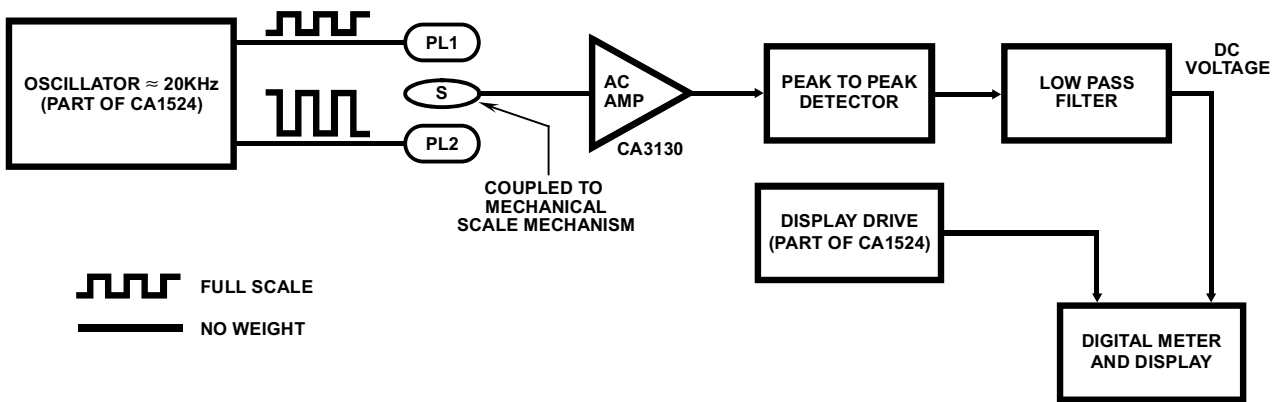 OSCILLATOR ≈ 20KHz
(PART OF CA1524)
PL1
S
PL2
COUPLED TO
MECHANICAL
SCALE MECHANISM
AC
AMP
CA3130
PEAK TO PEAK
DETECTOR
LOW PASS
FILTER
DC
VOLTAGE
DISPLAY DRIVE
(PART OF CA1524)
DIGITAL METER
AND DISPLAY
FULL SCALE
NO WEIGHT